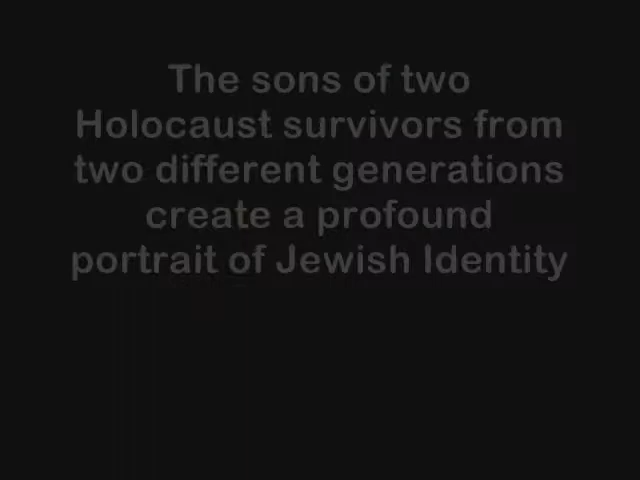 The sons of two
Holocaust survivors from
two different generations
create a profound
portrait of Jewish Identity